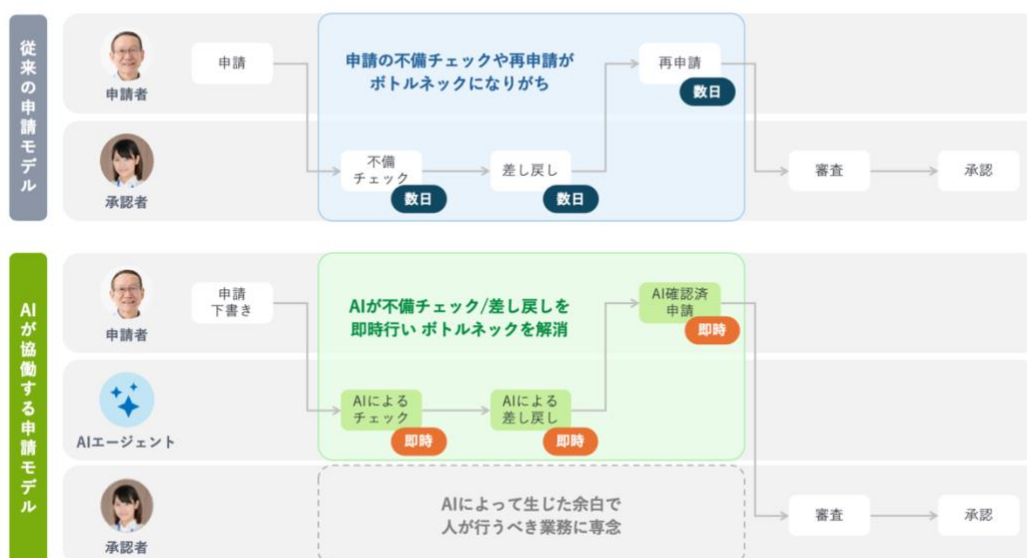 従来の申請モデル
申請者
申請
申請の不備チェックや再申請が
ボトルネックになりがち
再申請
数日
承認者
不備
チェック
数日
差し戻し
数日
審査
承認
AIが協働する申請モデル
申請者
申請
下書き
AIが不備チェック/差し戻しを
即時行い ボトルネックを解消
AI確認済
申請
即時
AIエージェント
AIによる
チェック
即時
AIによる
差し戻し
即時
承認者
AIによって生じた余白で
人が行うべき業務に専念
審査
承認